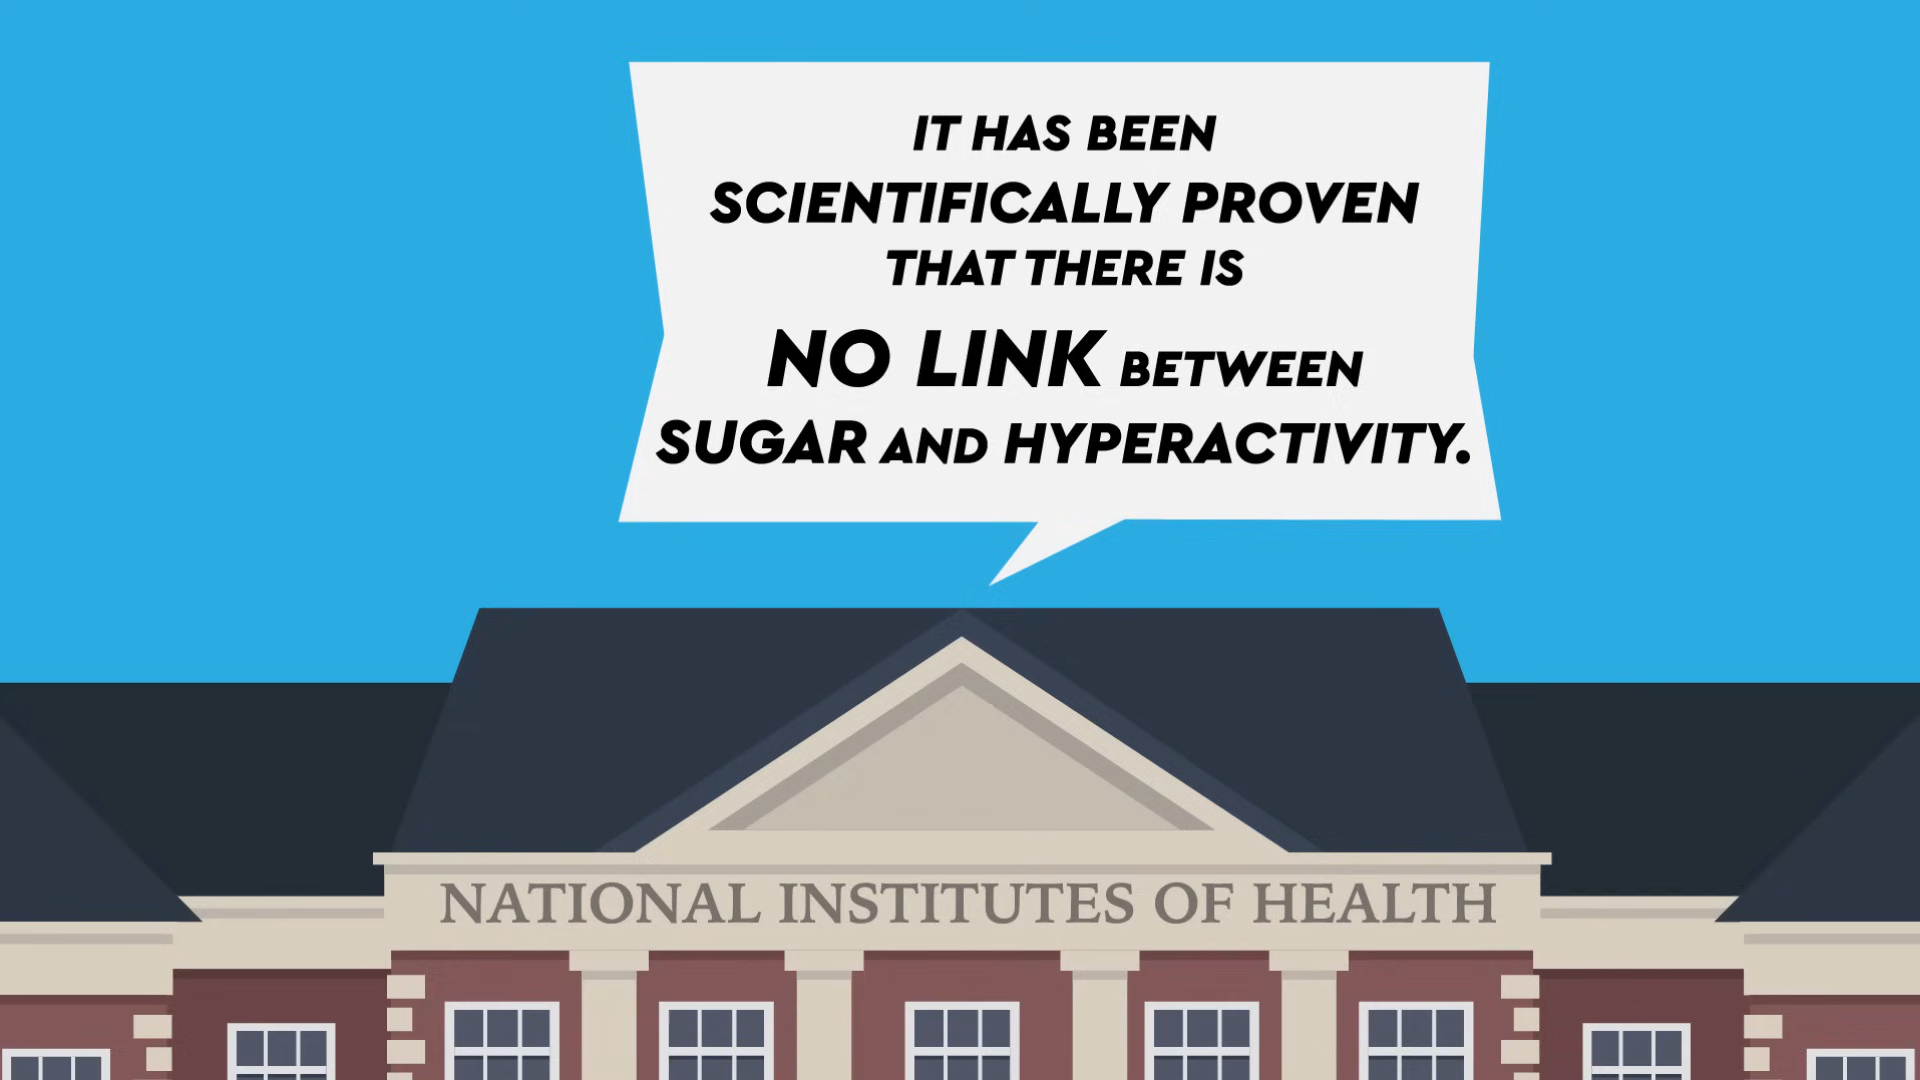 IT HAS BEEN
SCIENTIFICALLY PROVEN
THAT THERE IS
NO LINK BETWEEN
SUGAR AND HYPERACTIVITY.
NATIONAL INSTITUTES OF HEALTH